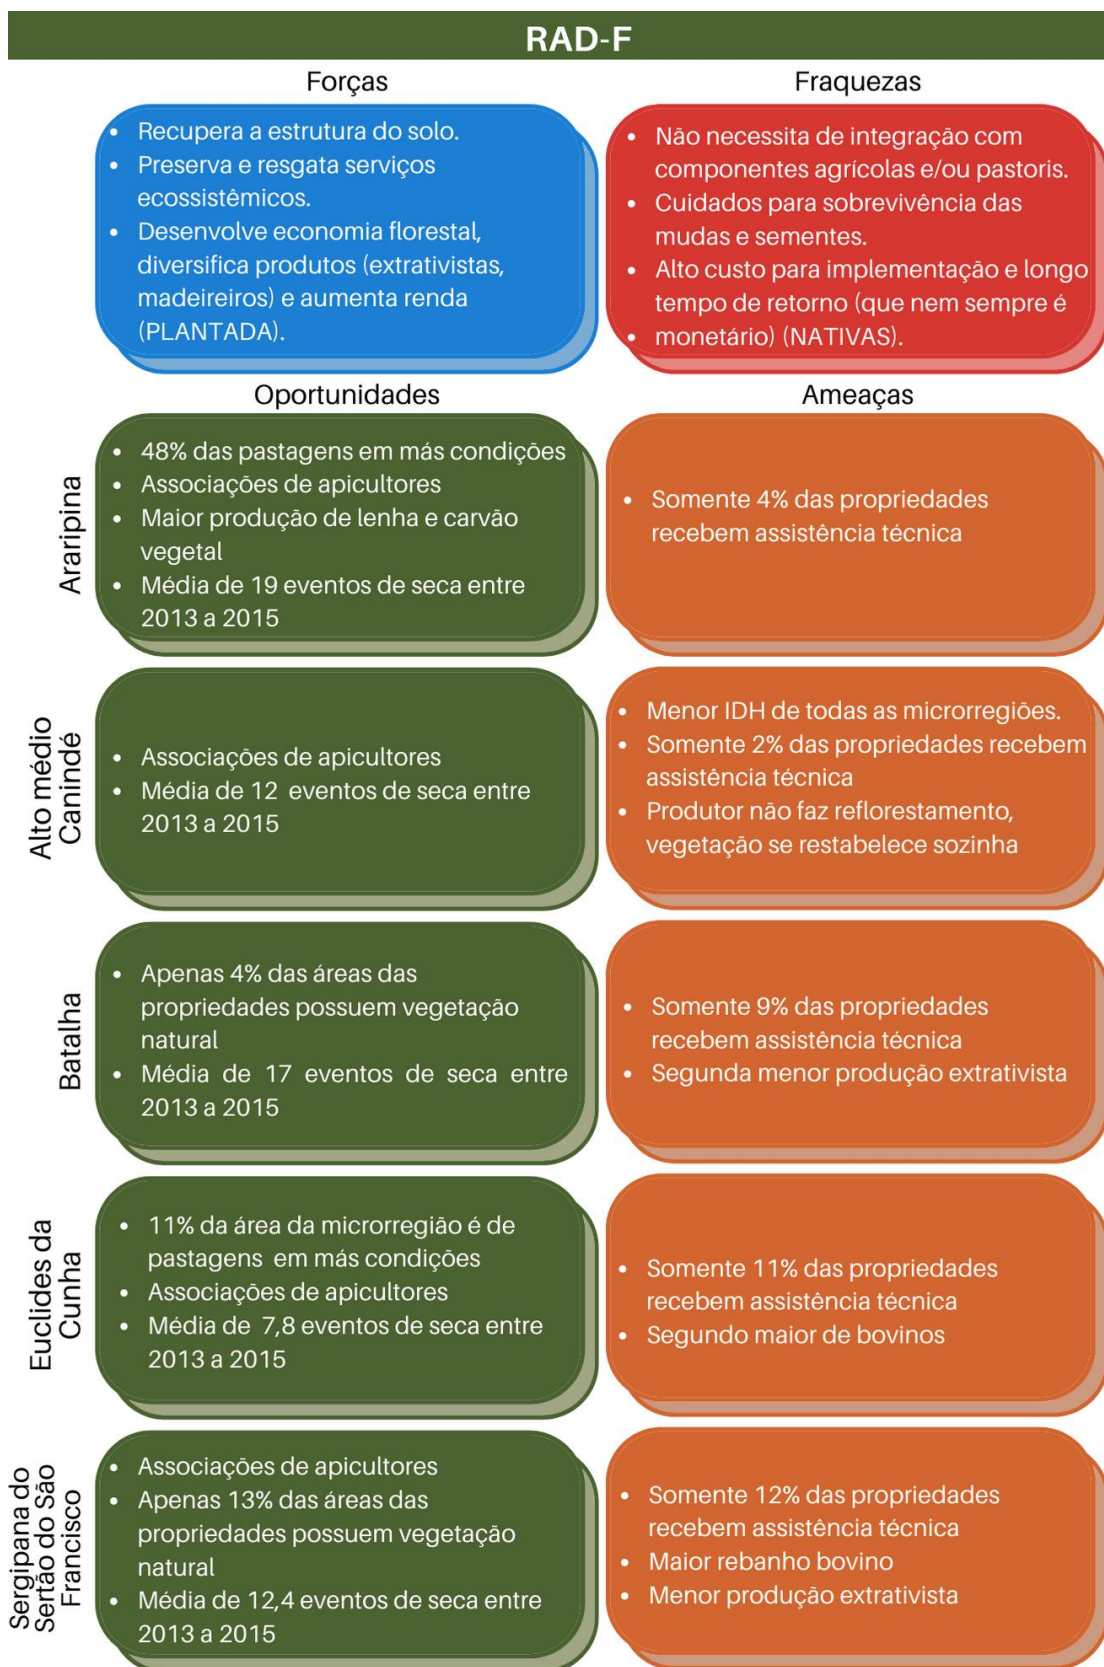 RAD-F
Forças
• Recupera a estrutura do solo.
• Preserva e resgata serviços
ecossistêmicos.
• Desenvolve economia florestal,
diversifica produtos (extrativistas,
madeireiros) e aumenta renda
(PLANTADA).
Fraquezas
• Não necessita de integração com
componentes agrícolas e/ou pastoris.
• Cuidados para sobrevivência das
mudas e sementes.
• Alto custo para implementação e longo
tempo de retorno (que nem sempre é
• monetário) (NATIVAS).
Oportunidades
Ameaças
Araripina
• 48% das pastagens em más condições
• Associações de apicultores
• Maior produção de lenha e carvão
vegetal
• Média de 19 eventos de seca entre
2013 a 2015
• Somente 4% das propriedades
recebem assistência técnica
Alto médio
Canindé
• Associações de apicultores
• Média de 12 eventos de seca entre
2013 a 2015
• Menor IDH de todas as microrregiões.
• Somente 2% das propriedades recebem
assistência técnica
• Produtor não faz reflorestamento,
vegetação se restabelece sozinha
Batalha
• Apenas 4% das áreas das
propriedades possuem vegetação
natural
• Média de 17 eventos de seca entre
2013 a 2015
• Somente 9% das propriedades
recebem assistência técnica
• Segunda menor produção extrativista
Euclides da
Cunha
• 11% da área da microrregião é de
pastagens em más condições
• Associações de apicultores
• Média de 7,8 eventos de seca entre
2013 a 2015
• Somente 11% das propriedades
recebem assistência técnica
• Segundo maior de bovinos
Sergipana do
Sertão do São
Francisco
• Associações de apicultores
• Apenas 13% das áreas das
propriedades possuem vegetação
natural
• Média de 12,4 eventos de seca entre
2013 a 2015
• Somente 12% das propriedades
recebem assistência técnica
• Maior rebanho bovino
• Menor produção extrativista